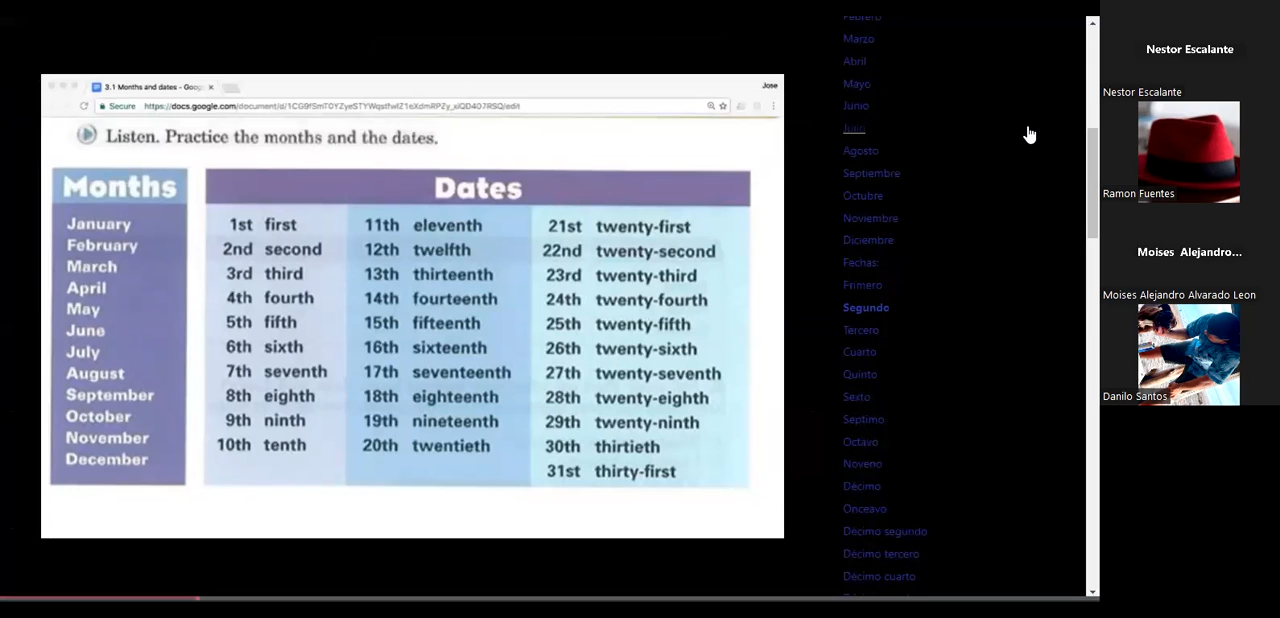 3.1 Months and dates - Goog
Jose
Secure
Listen. Practice the months and the dates.
Months
January
February
March
April
May
June
July
August
September
October
November
December
Dates
1st first
2nd second
3rd third
4th fourth
5th fifth
6th sixth
7th seventh
8th eighth
9th ninth
10th tenth
11th eleventh
12th twelfth
13th thirteenth
14th fourteenth
15th fifteenth
16th sixteenth
17th seventeenth
18th eighteenth
19th nineteenth
20th twentieth
21st twenty-first
22nd twenty-second
23rd twenty-third
24th twenty-fourth
25th twenty-fifth
26th twenty-sixth
27th twenty-seventh
28th twenty-eighth
29th twenty-ninth
30th thirtieth
31st thirty-first
Febrero
Marzo
Abril
Mayo
Junio
Julio
Agosto
Septiembre
Octubre
Noviembre
Diciembre
Fechas:
Primero
Segundo
Tercero
Cuarto
Quinto
Sexto
Septimo
Octavo
Noveno
Décimo
Onceavo
Décimo segundo
Décimo tercero
Décimo cuarto
Nestor Escalante
Nestor Escalante
Ramon Fuentes
Moises Alejandro...
Moises Alejandro Alvarado Leon
Danilo Santos